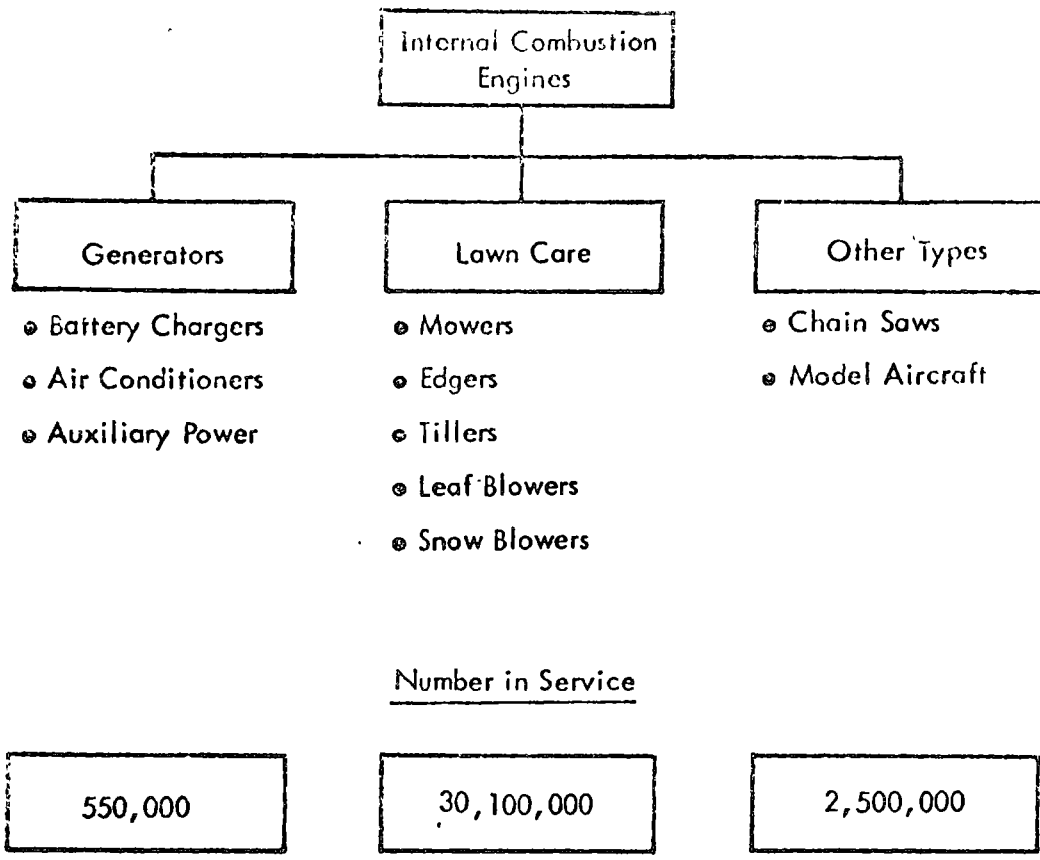 Internal Combustion
Engines
Generators
Lawn Care
Other Types
• Battery Chargers
• Air Conditioners
• Auxiliary Power
• Mowers
• Edgers
• Tillers
• Leaf Blowers
• Snow Blowers
• Chain Saws
• Model Aircraft
Number in Service
550,000
30,100,000
2,500,000